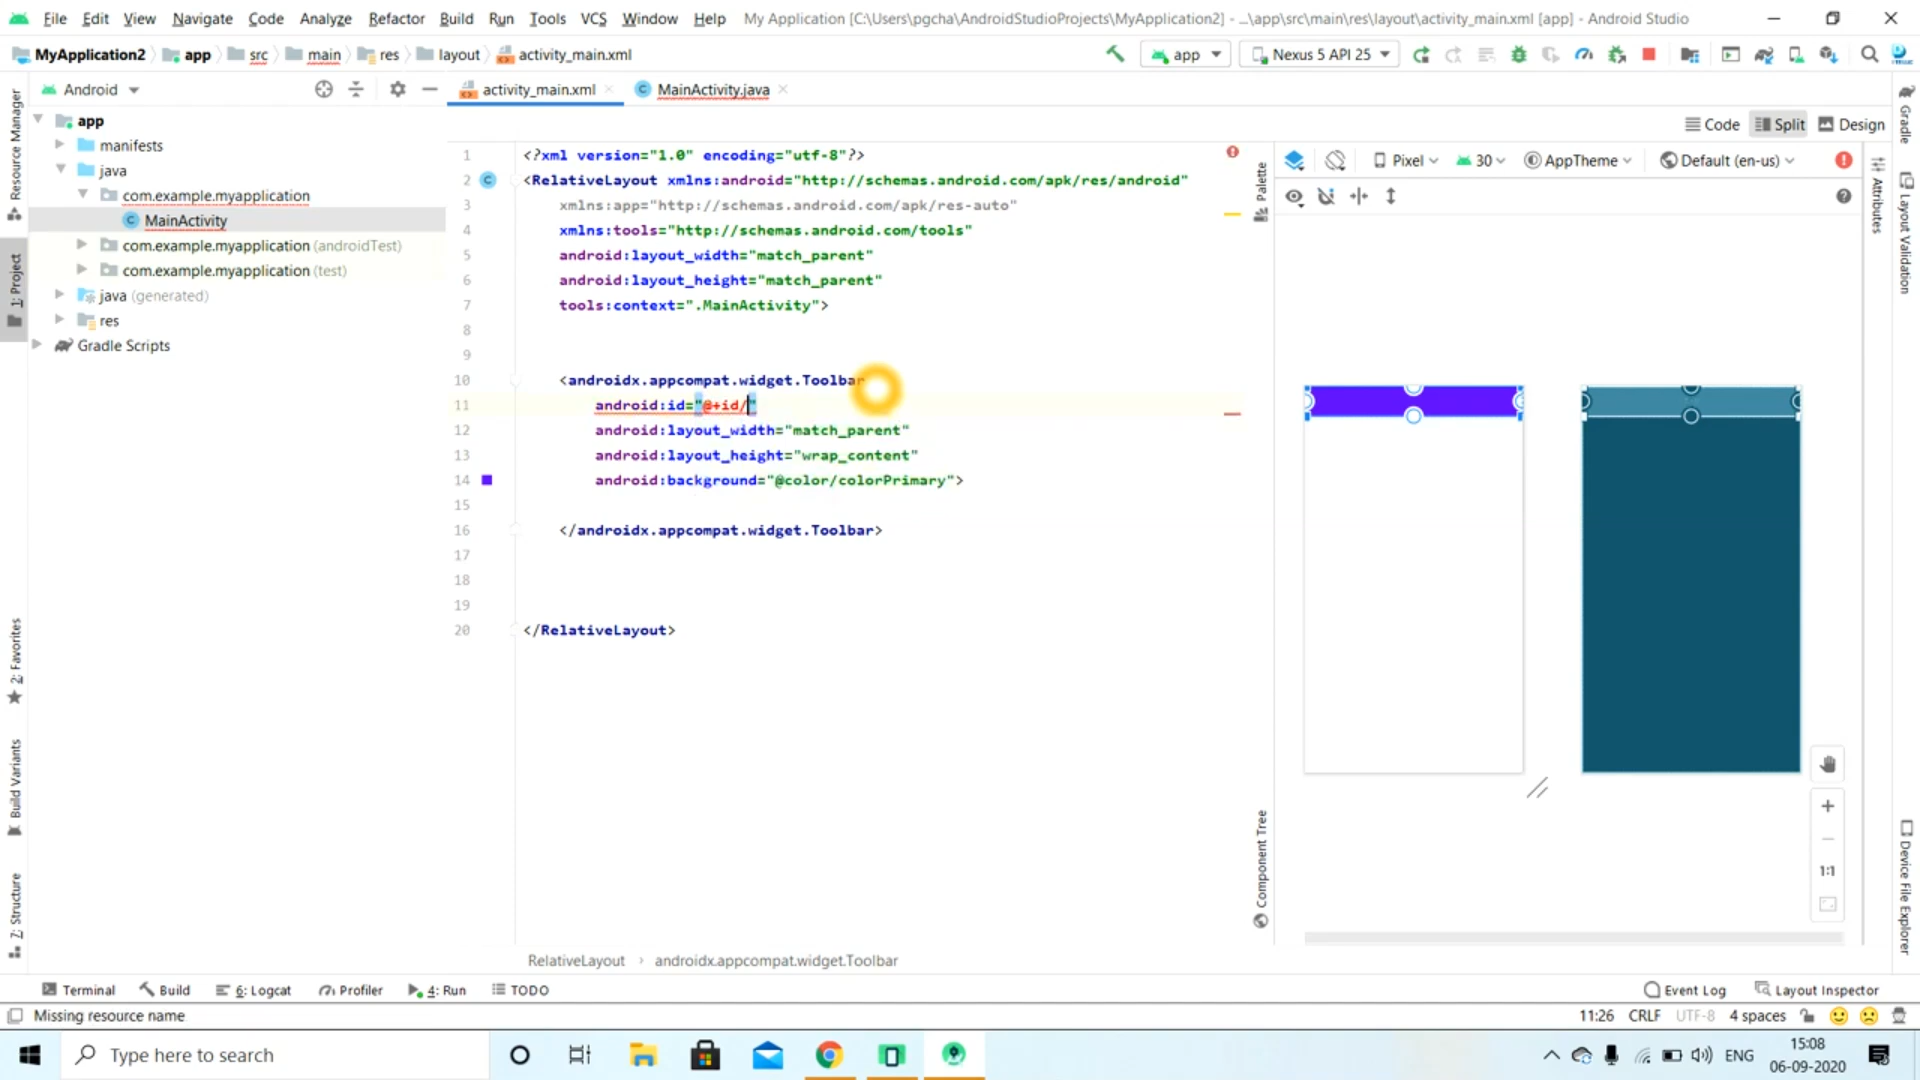 File Edit View Navigate Code Analyze Refactor Build Run Tools VCS Window Help My Application [C:\Users\pgcha\AndroidStudioProjects\MyApplication2] - ...\app\src\main\res\layout\activity_main.xml [app] - Android Studio
MyApplication2 app src main res layout activity_main.xml app Nexus 5 API 25
Android activity_main.xml MainActivity.java
Code Split Design
app
manifests
java
com.example.myapplication
MainActivity
com.example.myapplication (androidTest)
com.example.myapplication (test)
java (generated)
res
Gradle Scripts
Resource Manager
1: Project
2: Favorites
Build Variants
7: Structure
1 <?xml version="1.0" encoding="utf-8"?>
2 <RelativeLayout xmlns:android="http://schemas.android.com/apk/res/android"
3 xmlns:app="http://schemas.android.com/apk/res-auto"
4 xmlns:tools="http://schemas.android.com/tools"
5 android:layout_width="match_parent"
6 android:layout_height="match_parent"
7 tools:context=".MainActivity">
8
9
10 <androidx.appcompat.widget.Toolbar
11 android:id="@+id/"
12 android:layout_width="match_parent"
13 android:layout_height="wrap_content"
14 android:background="@color/colorPrimary">
15
16 </androidx.appcompat.widget.Toolbar>
17
18
19
20 </RelativeLayout>
Palette
Component Tree
Pixel 30 AppTheme Default (en-us)
1:1
Attributes
Gradle
Layout Validation
Device File Explorer
RelativeLayout › androidx.appcompat.widget.Toolbar
Terminal Build 6: Logcat Profiler 4: Run TODO Event Log Layout Inspector
Missing resource name 11:26 CRLF UTF-8 4 spaces
Type here to search ENG 15:08
06-09-2020